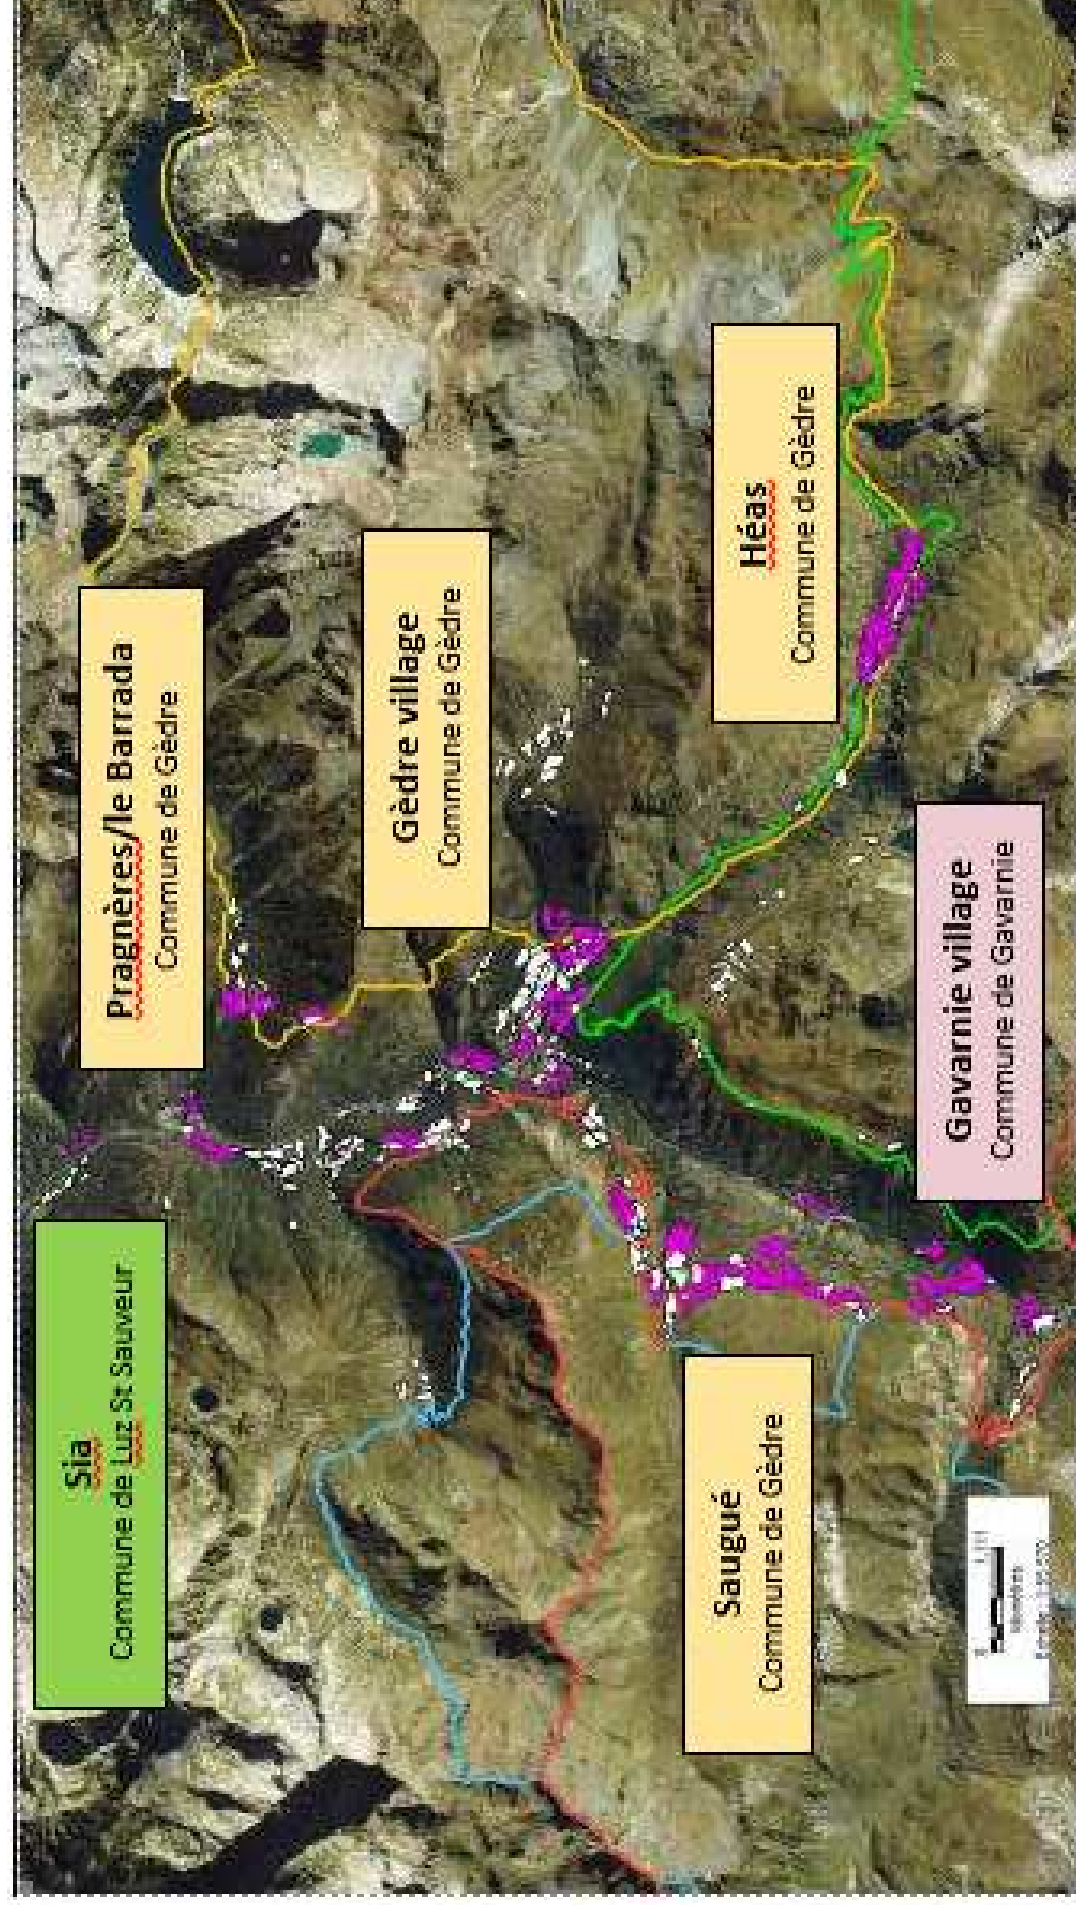 Sia
Commune de Luz St Sauveur
Pragnères/le Barrada
Commune de Gèdre
Gèdre village
Commune de Gèdre
Saugué
Commune de Gèdre
Héas
Commune de Gèdre
Gavarnie village
Commune de Gavarnie